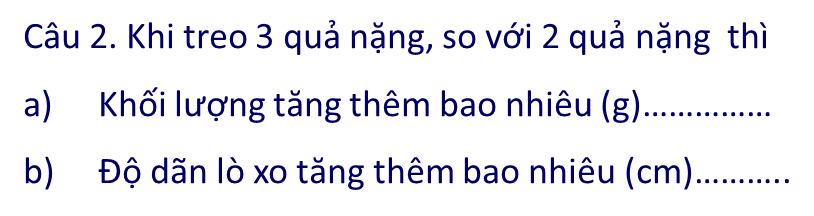 Câu 2. Khi treo 3 quả nặng, so với 2 quả nặng thì
a) Khối lượng tăng thêm bao nhiêu (g)……………
b) Độ dãn lò xo tăng thêm bao nhiêu (cm)………..